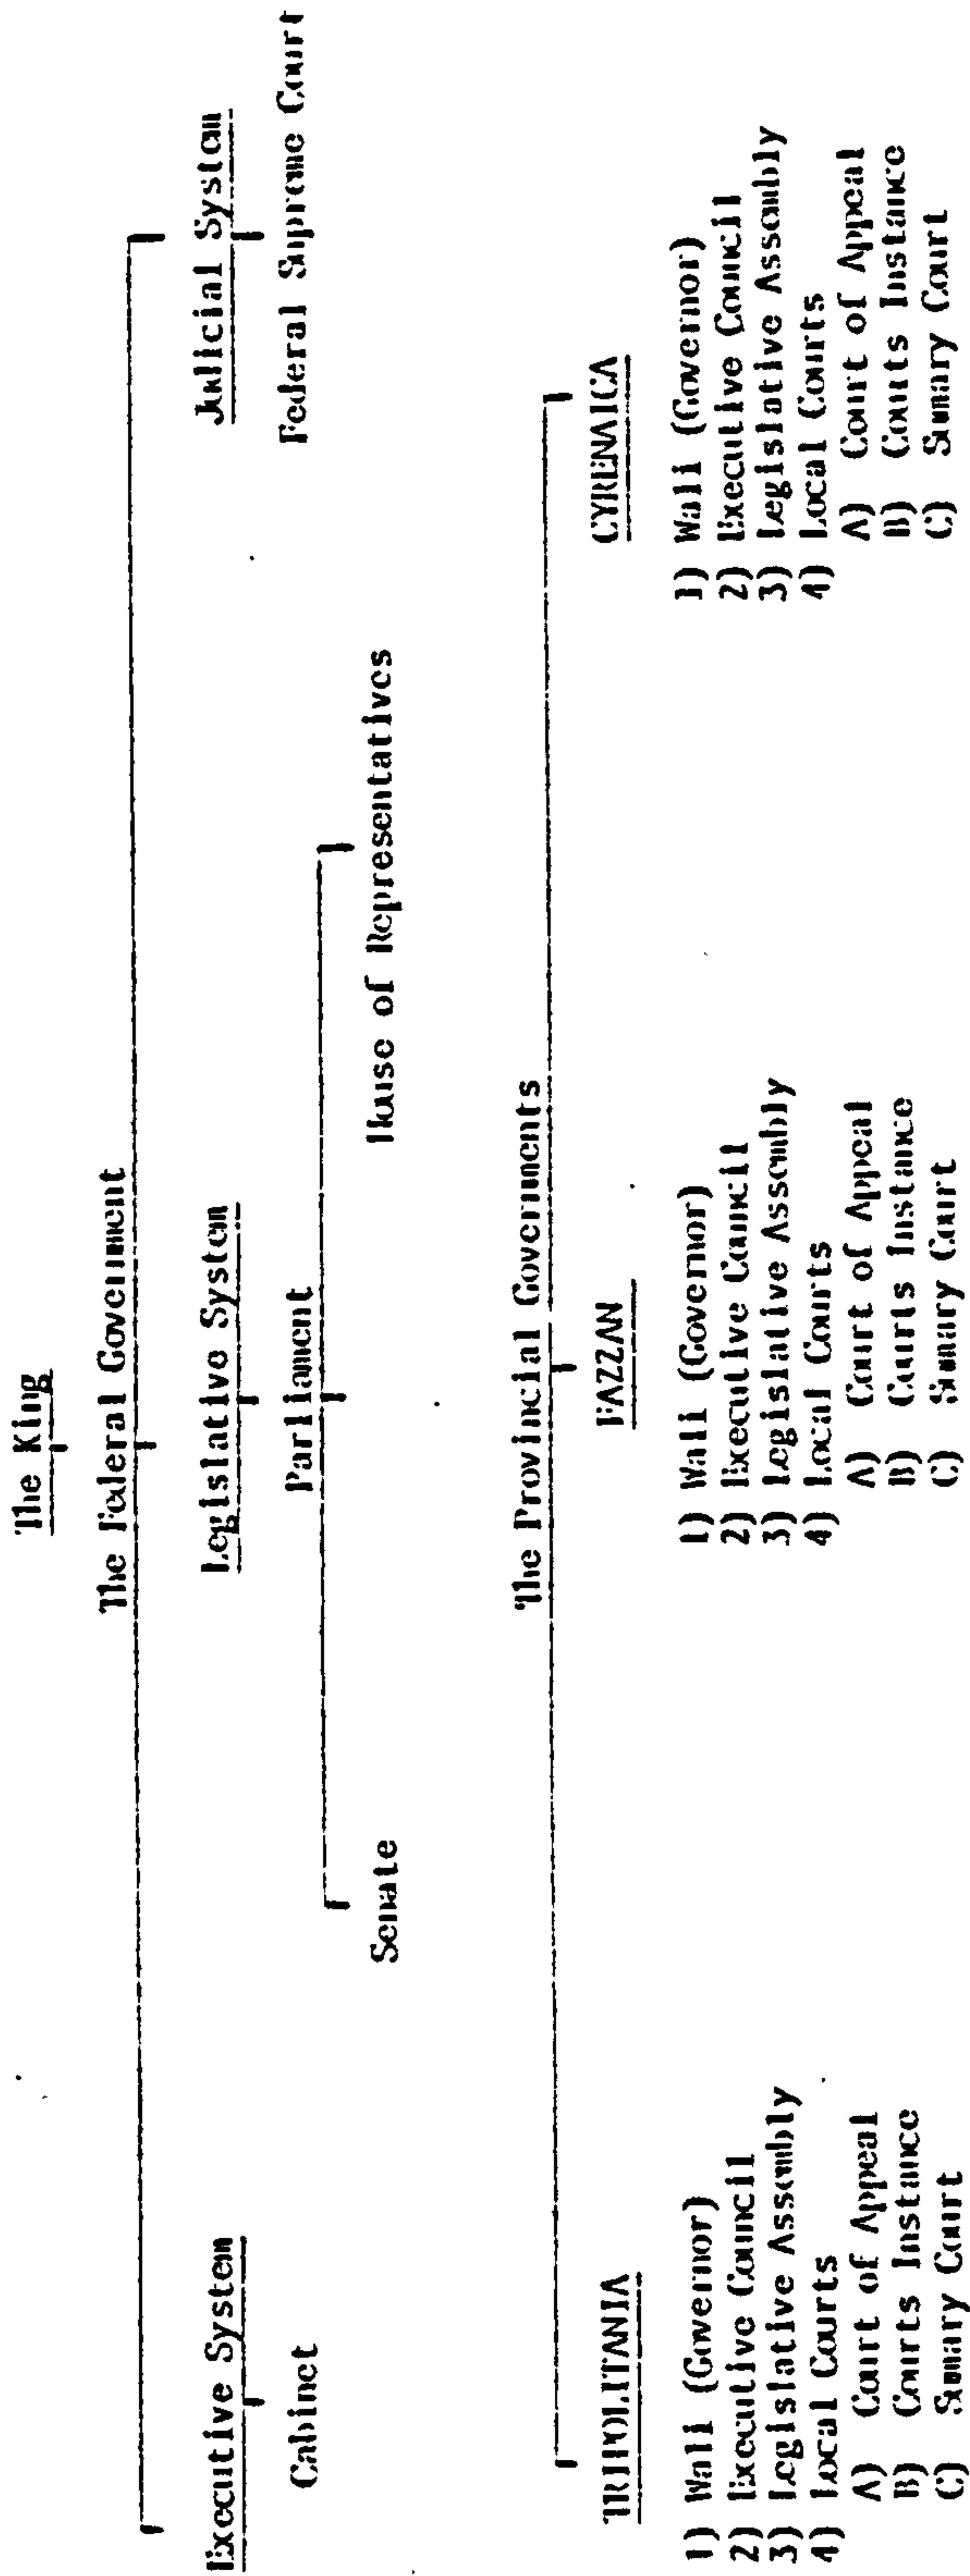 The King
The Federal Government
Executive System
Legislative System
Judicial System
Cabinet
Parliament
Federal Supreme Court
Senate
House of Representatives
The Provincial Governments
TRIPOLITANIA
FAZZAN
CYRENAICA
1) Wali (Governor)
2) Executive Council
3) Legislative Assembly
4) Local Courts
A) Court of Appeal
B) Courts Instance
C) Summary Court
1) Wali (Governor)
2) Executive Council
3) Legislative Assembly
4) Local Courts
A) Court of Appeal
B) Courts Instance
C) Summary Court
1) Wali (Governor)
2) Executive Council
3) Legislative Assembly
4) Local Courts
A) Court of Appeal
B) Courts Instance
C) Summary Court